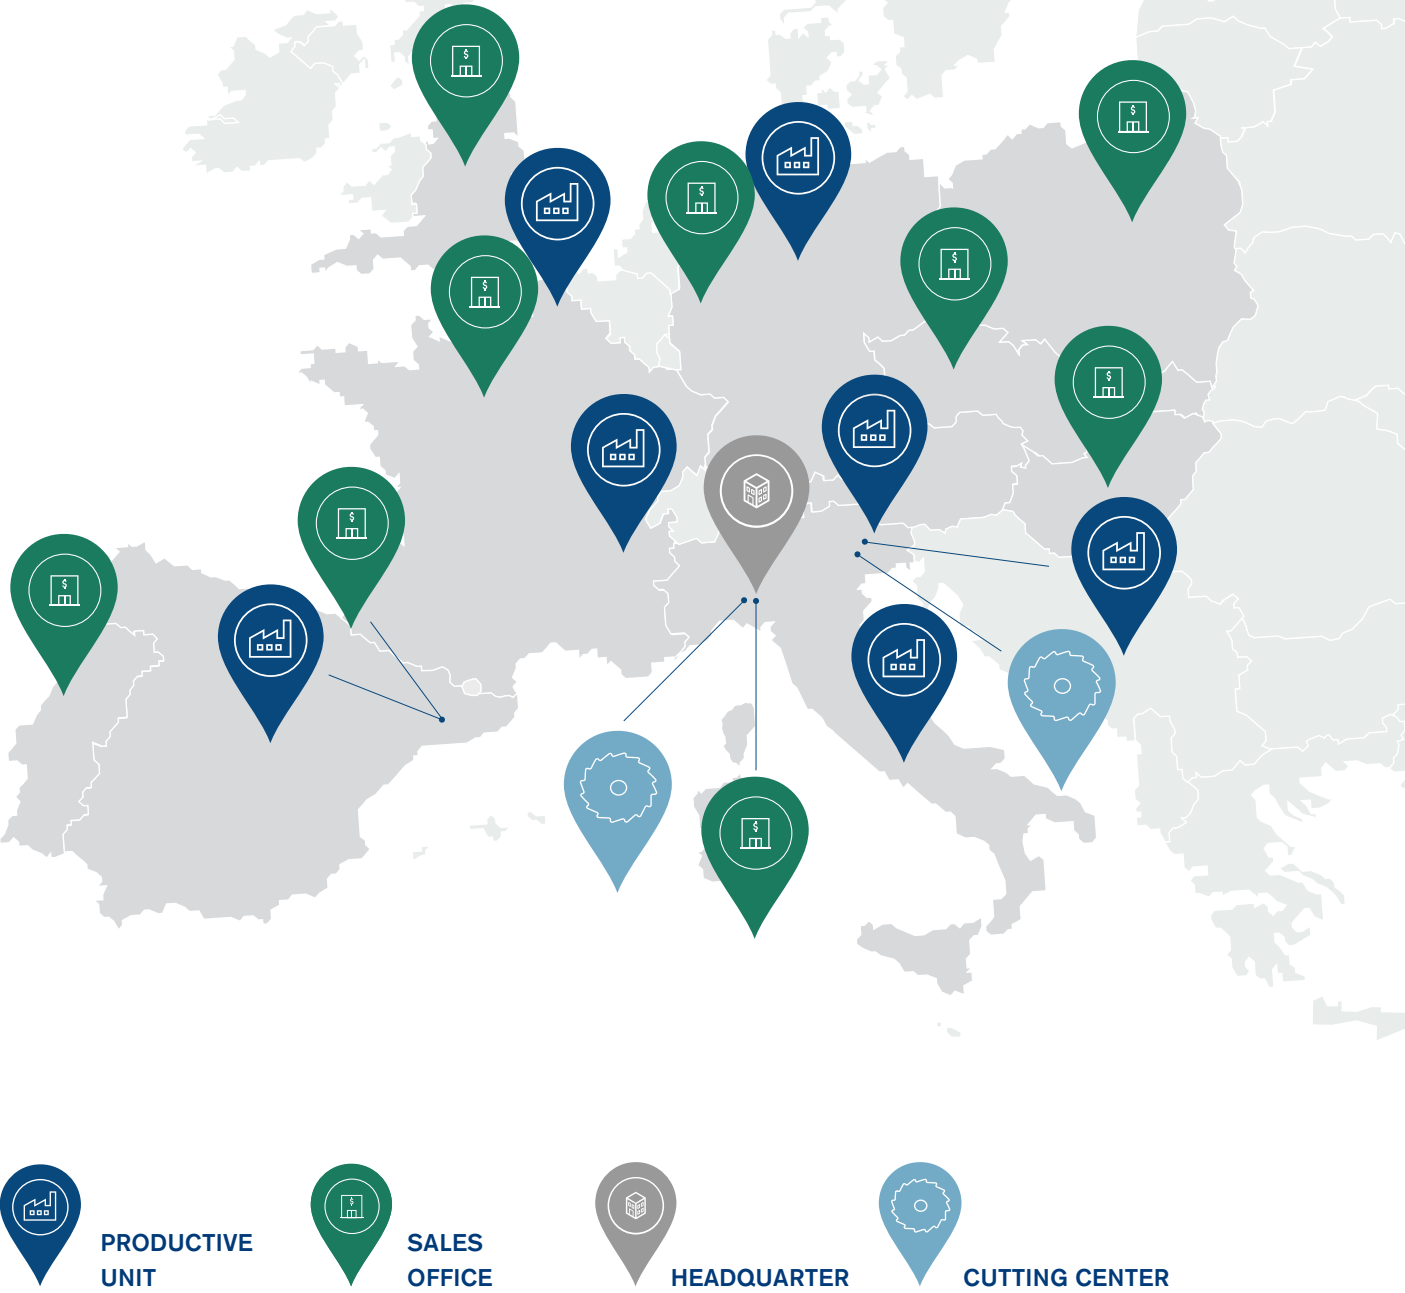 PRODUCTIVE
UNIT
SALES
OFFICE
HEADQUARTER
CUTTING CENTER